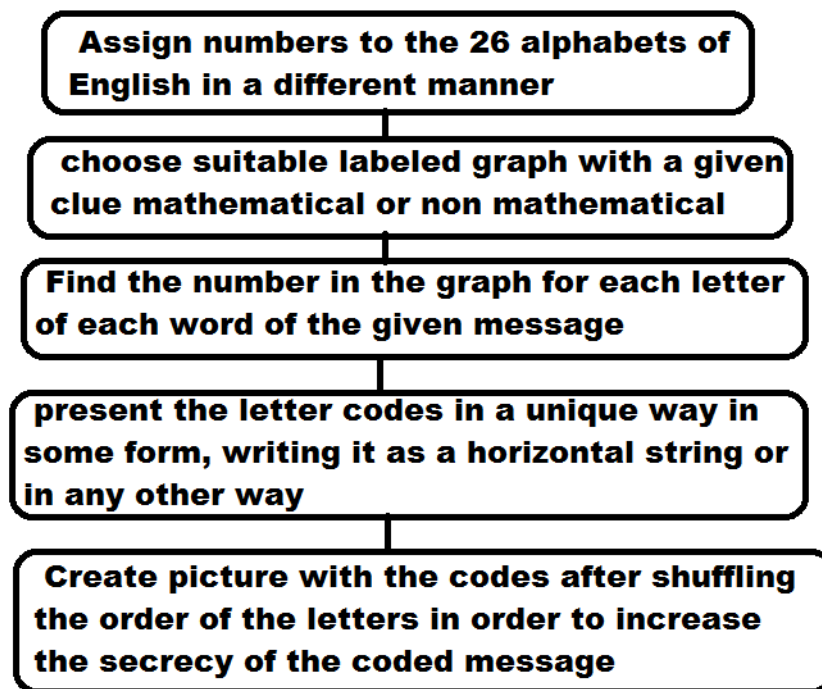 Assign numbers to the 26 alphabets of
English in a different manner
choose suitable labeled graph with a given
clue mathematical or non mathematical
Find the number in the graph for each letter
of each word of the given message
present the letter codes in a unique way in
some form, writing it as a horizontal string or
in any other way
Create picture with the codes after shuffling
the order of the letters in order to increase
the secrecy of the coded message